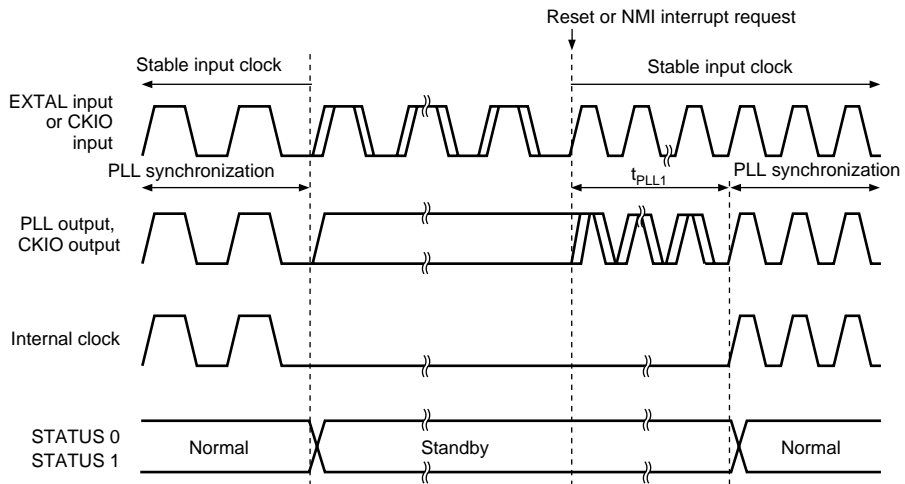 Reset or NMI interrupt request
Stable input clock
Stable input clock
EXTAL input
or CKIO
input
PLL synchronization
tPLL1
PLL synchronization
PLL output,
CKIO output
Internal clock
STATUS 0
STATUS 1
Normal
Standby
Normal